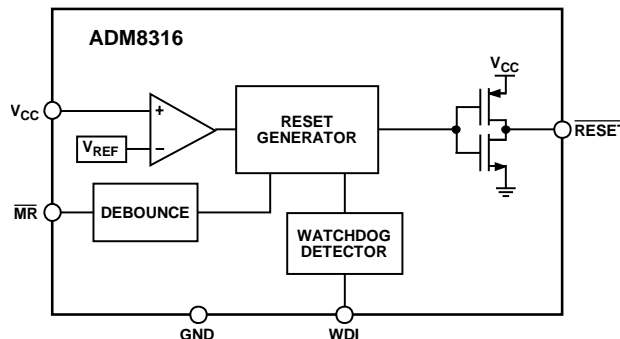 ADM8316
VCC
VCC
+
RESET
GENERATOR
RESET
VREF
−
MR
DEBOUNCE
WATCHDOG
DETECTOR
GND
WDI